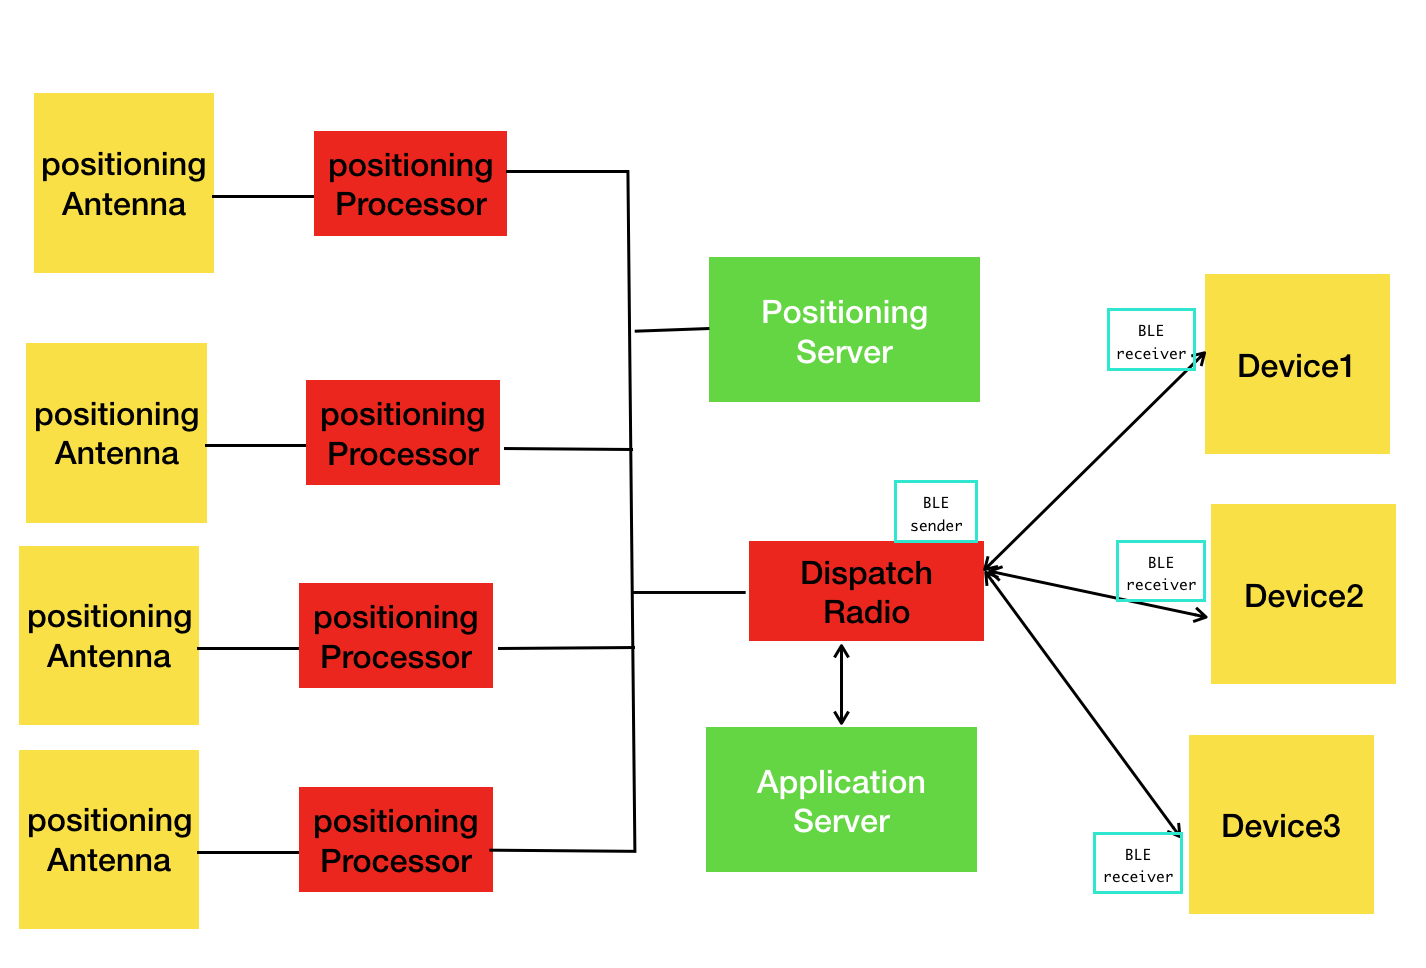 positioning
Antenna
positioning
Processor
positioning
Antenna
positioning
Processor
positioning
Antenna
positioning
Processor
positioning
Antenna
positioning
Processor
Positioning
Server
BLE
sender
Dispatch
Radio
Application
Server
BLE
receiver
Device1
BLE
receiver
Device2
BLE
receiver
Device3